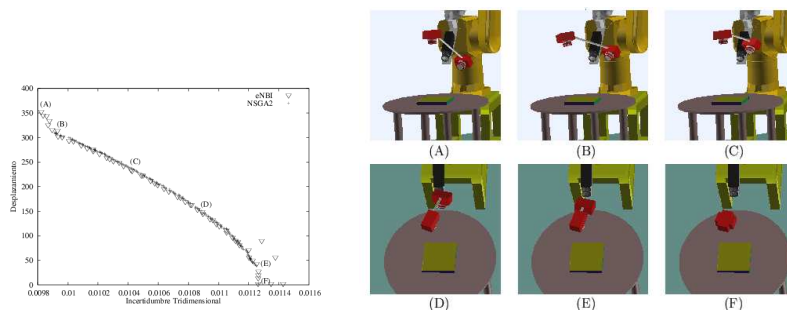 eNBI
NSGA2
Desplazamiento
400
350
300
250
200
150
100
50
0
(A)
(B)
(C)
(D)
(E)
(F)
0.0098 0.01 0.0102 0.0104 0.0106 0.0108 0.011 0.0112 0.0114 0.0116
Incertidumbre Tridimensional
(A) (B) (C)
(D) (E) (F)